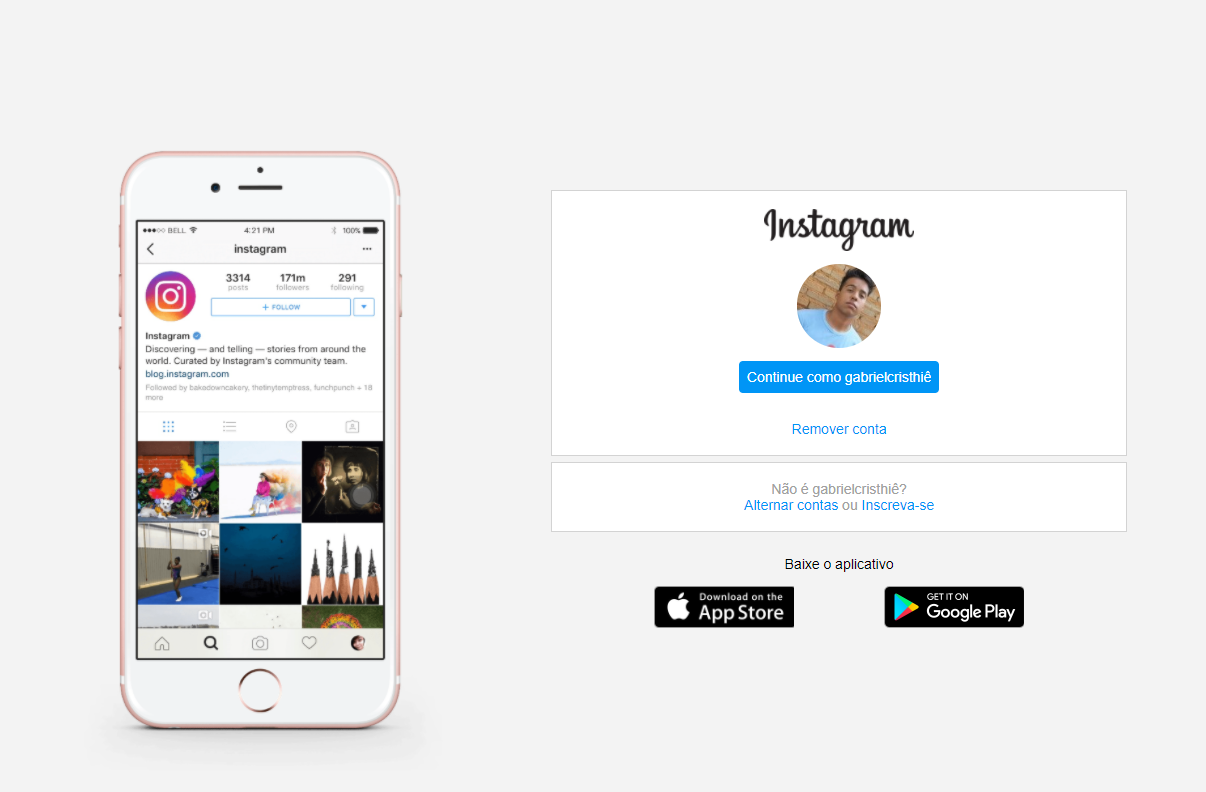 ●●●○○ BELL 4:21 PM 100%
instagram
3314 171m 291
posts followers following
+ FOLLOW
Instagram
Discovering — and telling — stories from around the
world. Curated by Instagram's community team.
blog.instagram.com
Followed by bakedowncakery, thetinytemptress, funchpunch + 18
more
Instagram
Continue como gabrielcristhiê
Remover conta
Não é gabrielcristhiê?
Alternar contas ou Inscreva-se
Baixe o aplicativo
Download on the
App Store
GET IT ON
Google Play